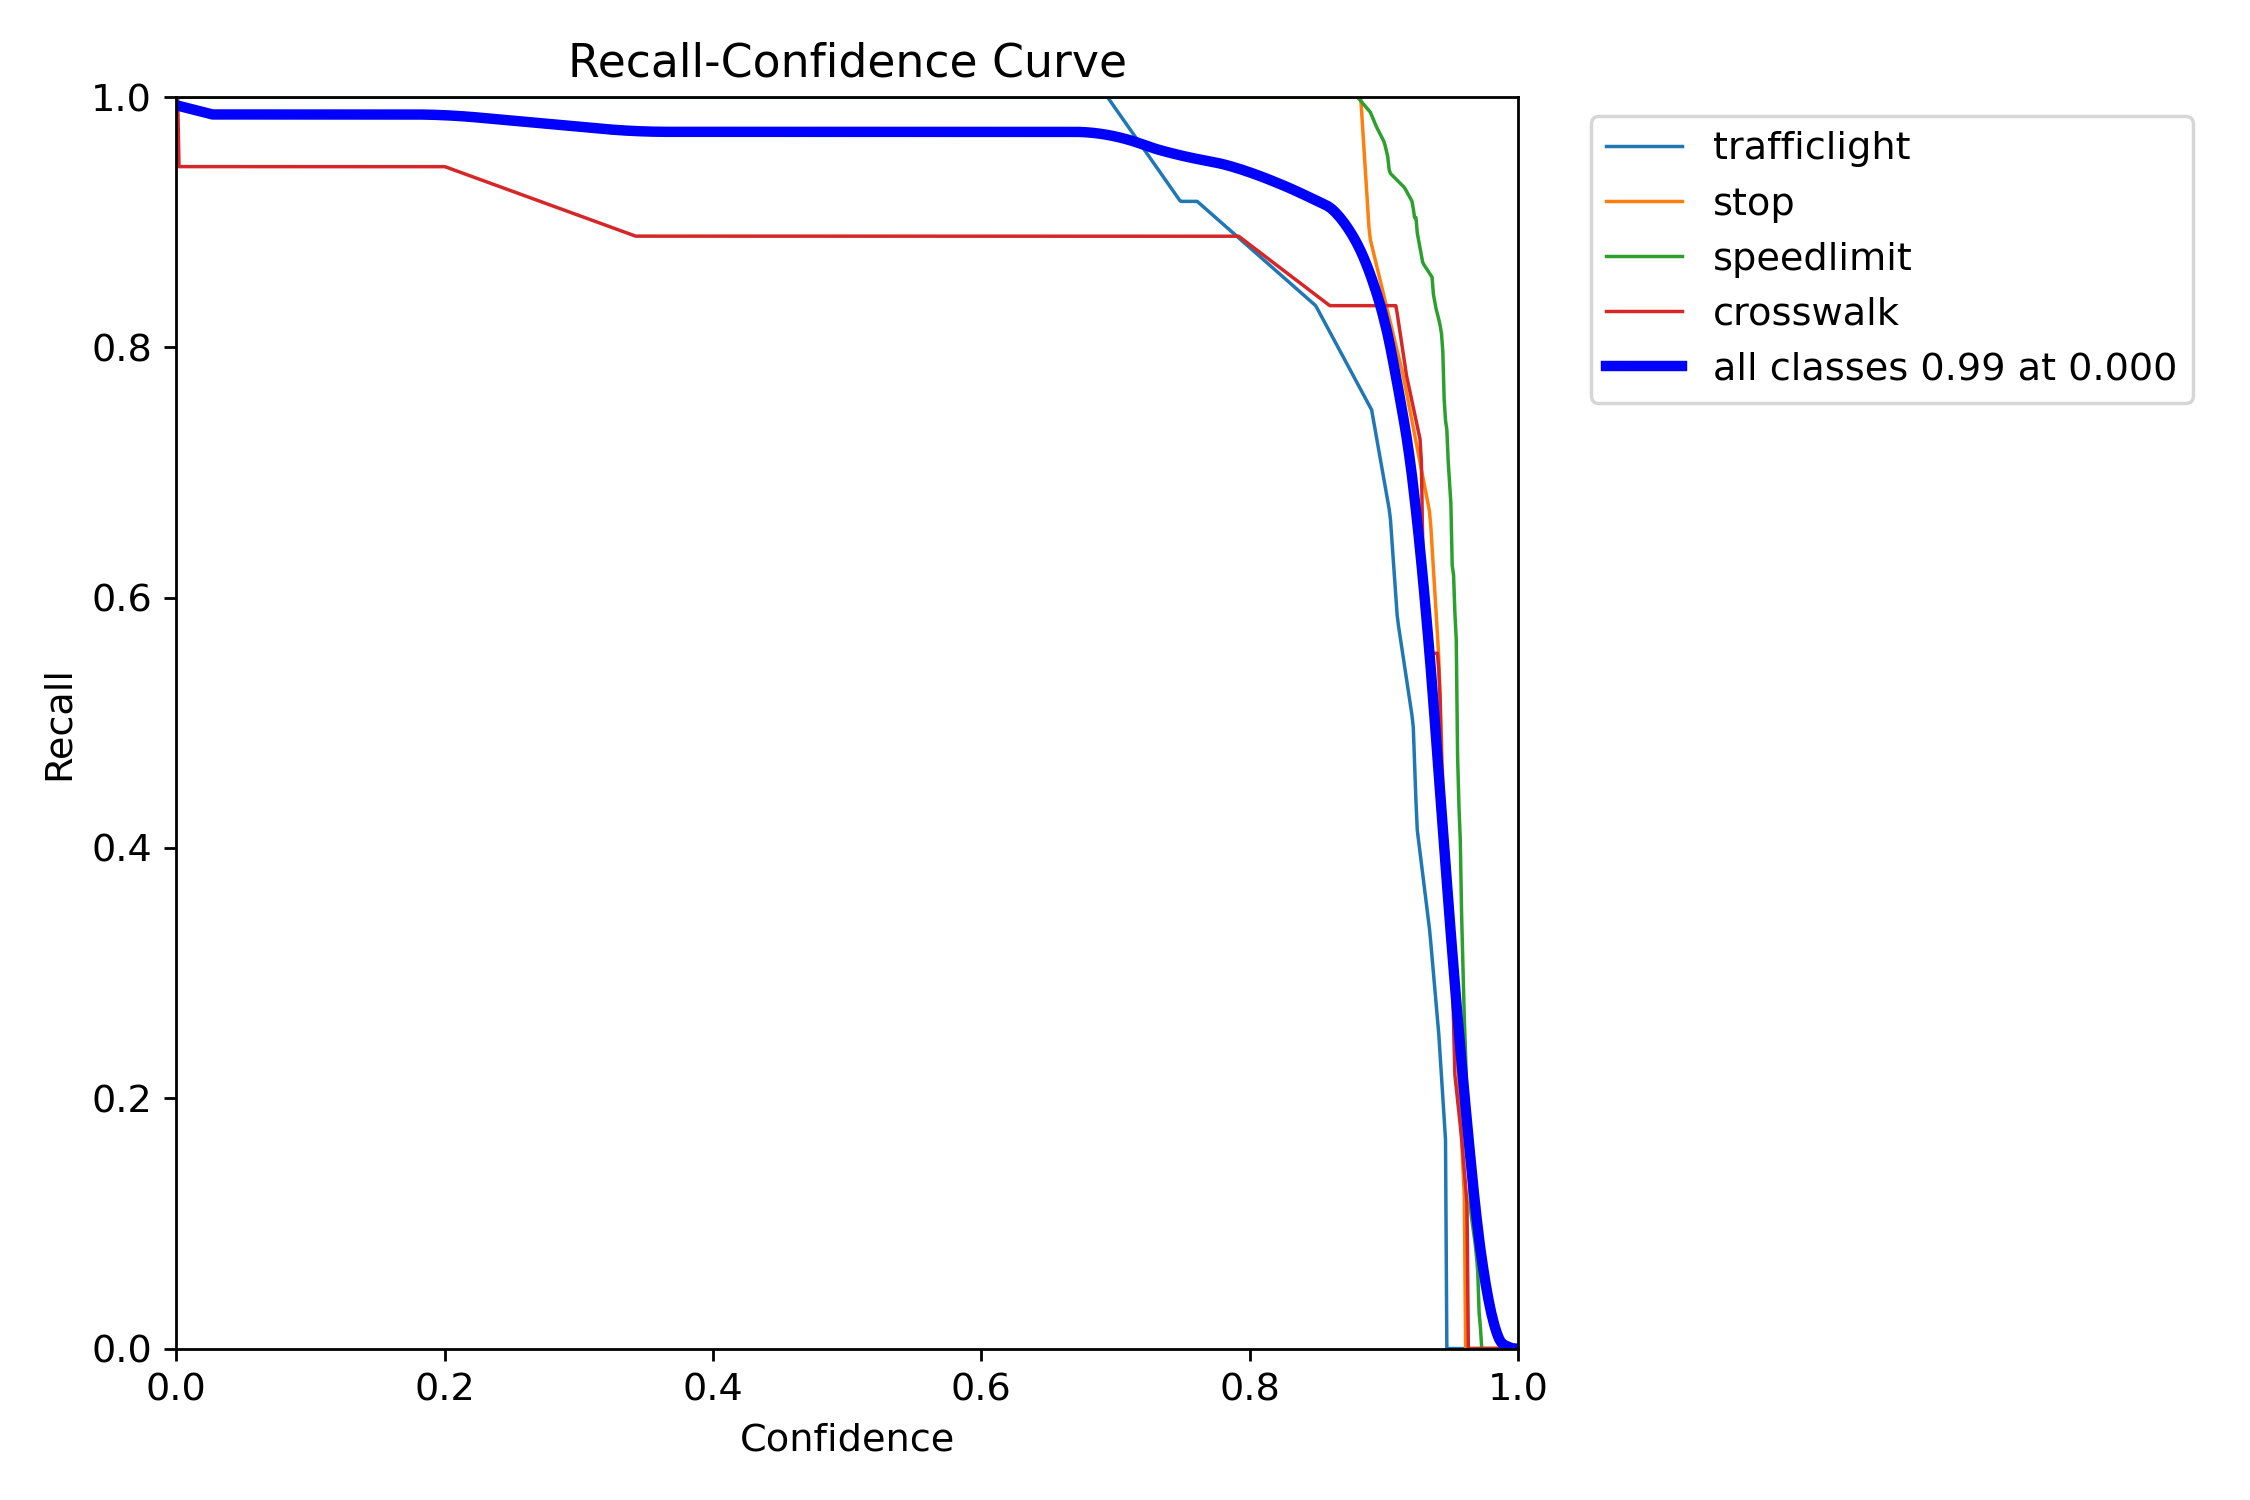 Recall-Confidence Curve
1.0
0.8
0.6
0.4
0.2
0.0
Recall
0.0 0.2 0.4 0.6 0.8 1.0
Confidence
trafficlight
stop
speedlimit
crosswalk
all classes 0.99 at 0.000